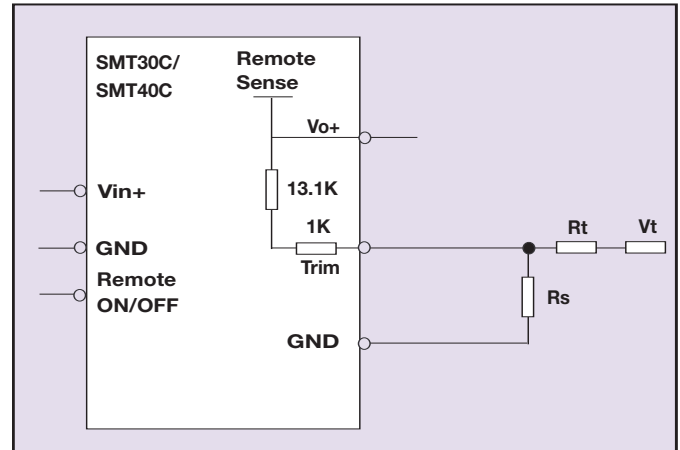 SMT30C/
SMT40C
Remote
Sense
Vo+
13.1K
1K
Trim
Vin+
GND
Remote
ON/OFF
GND
Rt
Vt
Rs